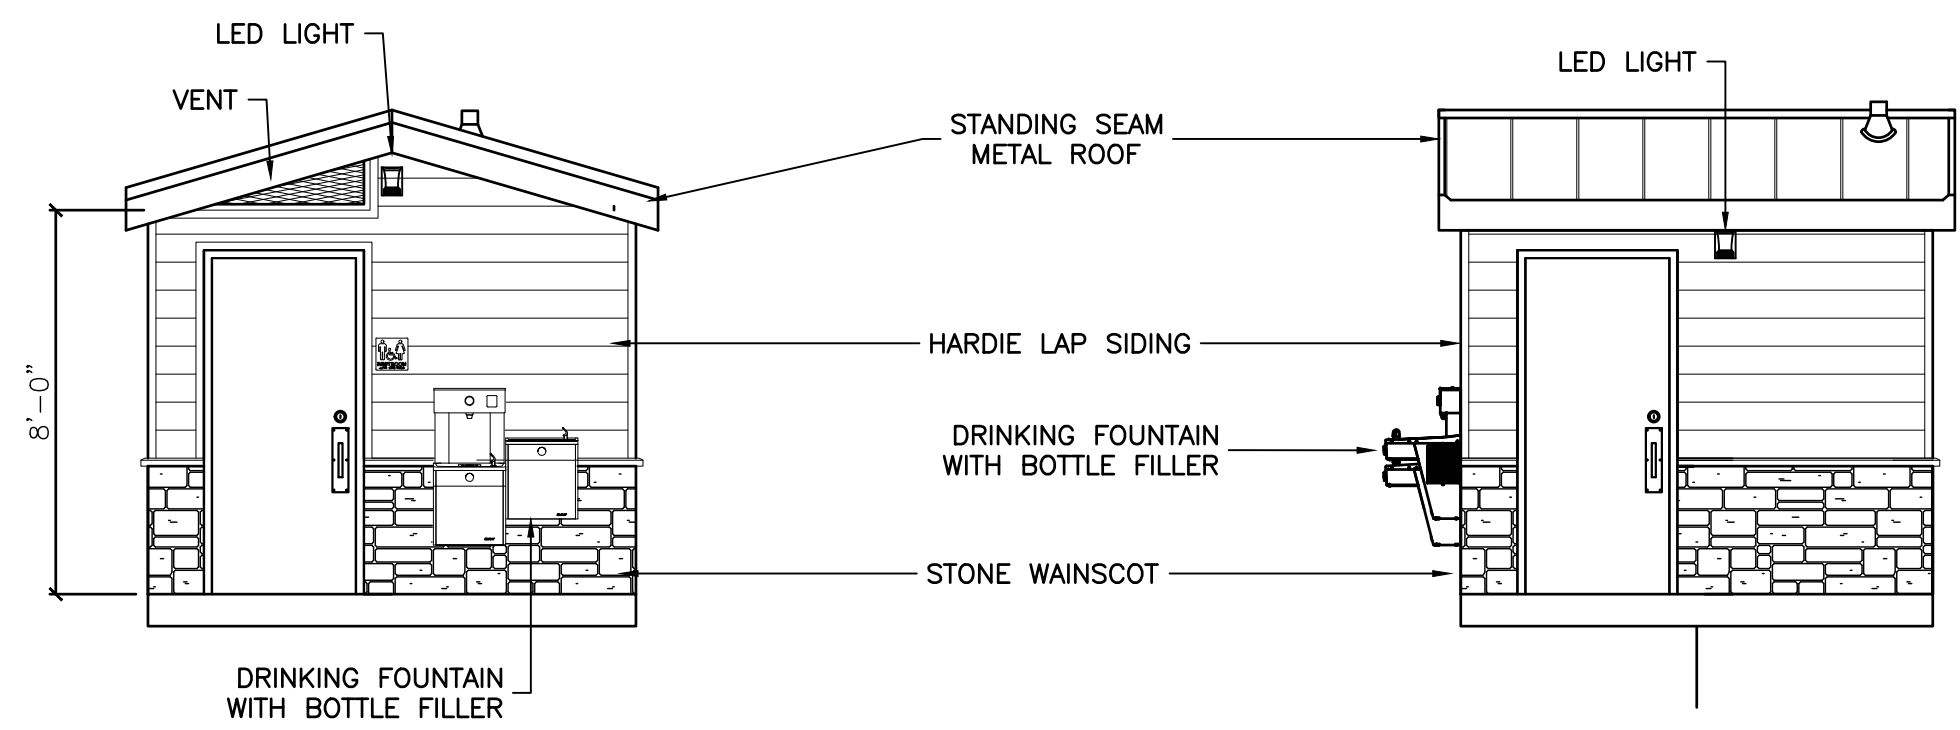 LED LIGHT
VENT
LED LIGHT
STANDING SEAM
METAL ROOF
8'-0"
HARDIE LAP SIDING
DRINKING FOUNTAIN
WITH BOTTLE FILLER
STONE WAINSCOT
DRINKING FOUNTAIN
WITH BOTTLE FILLER